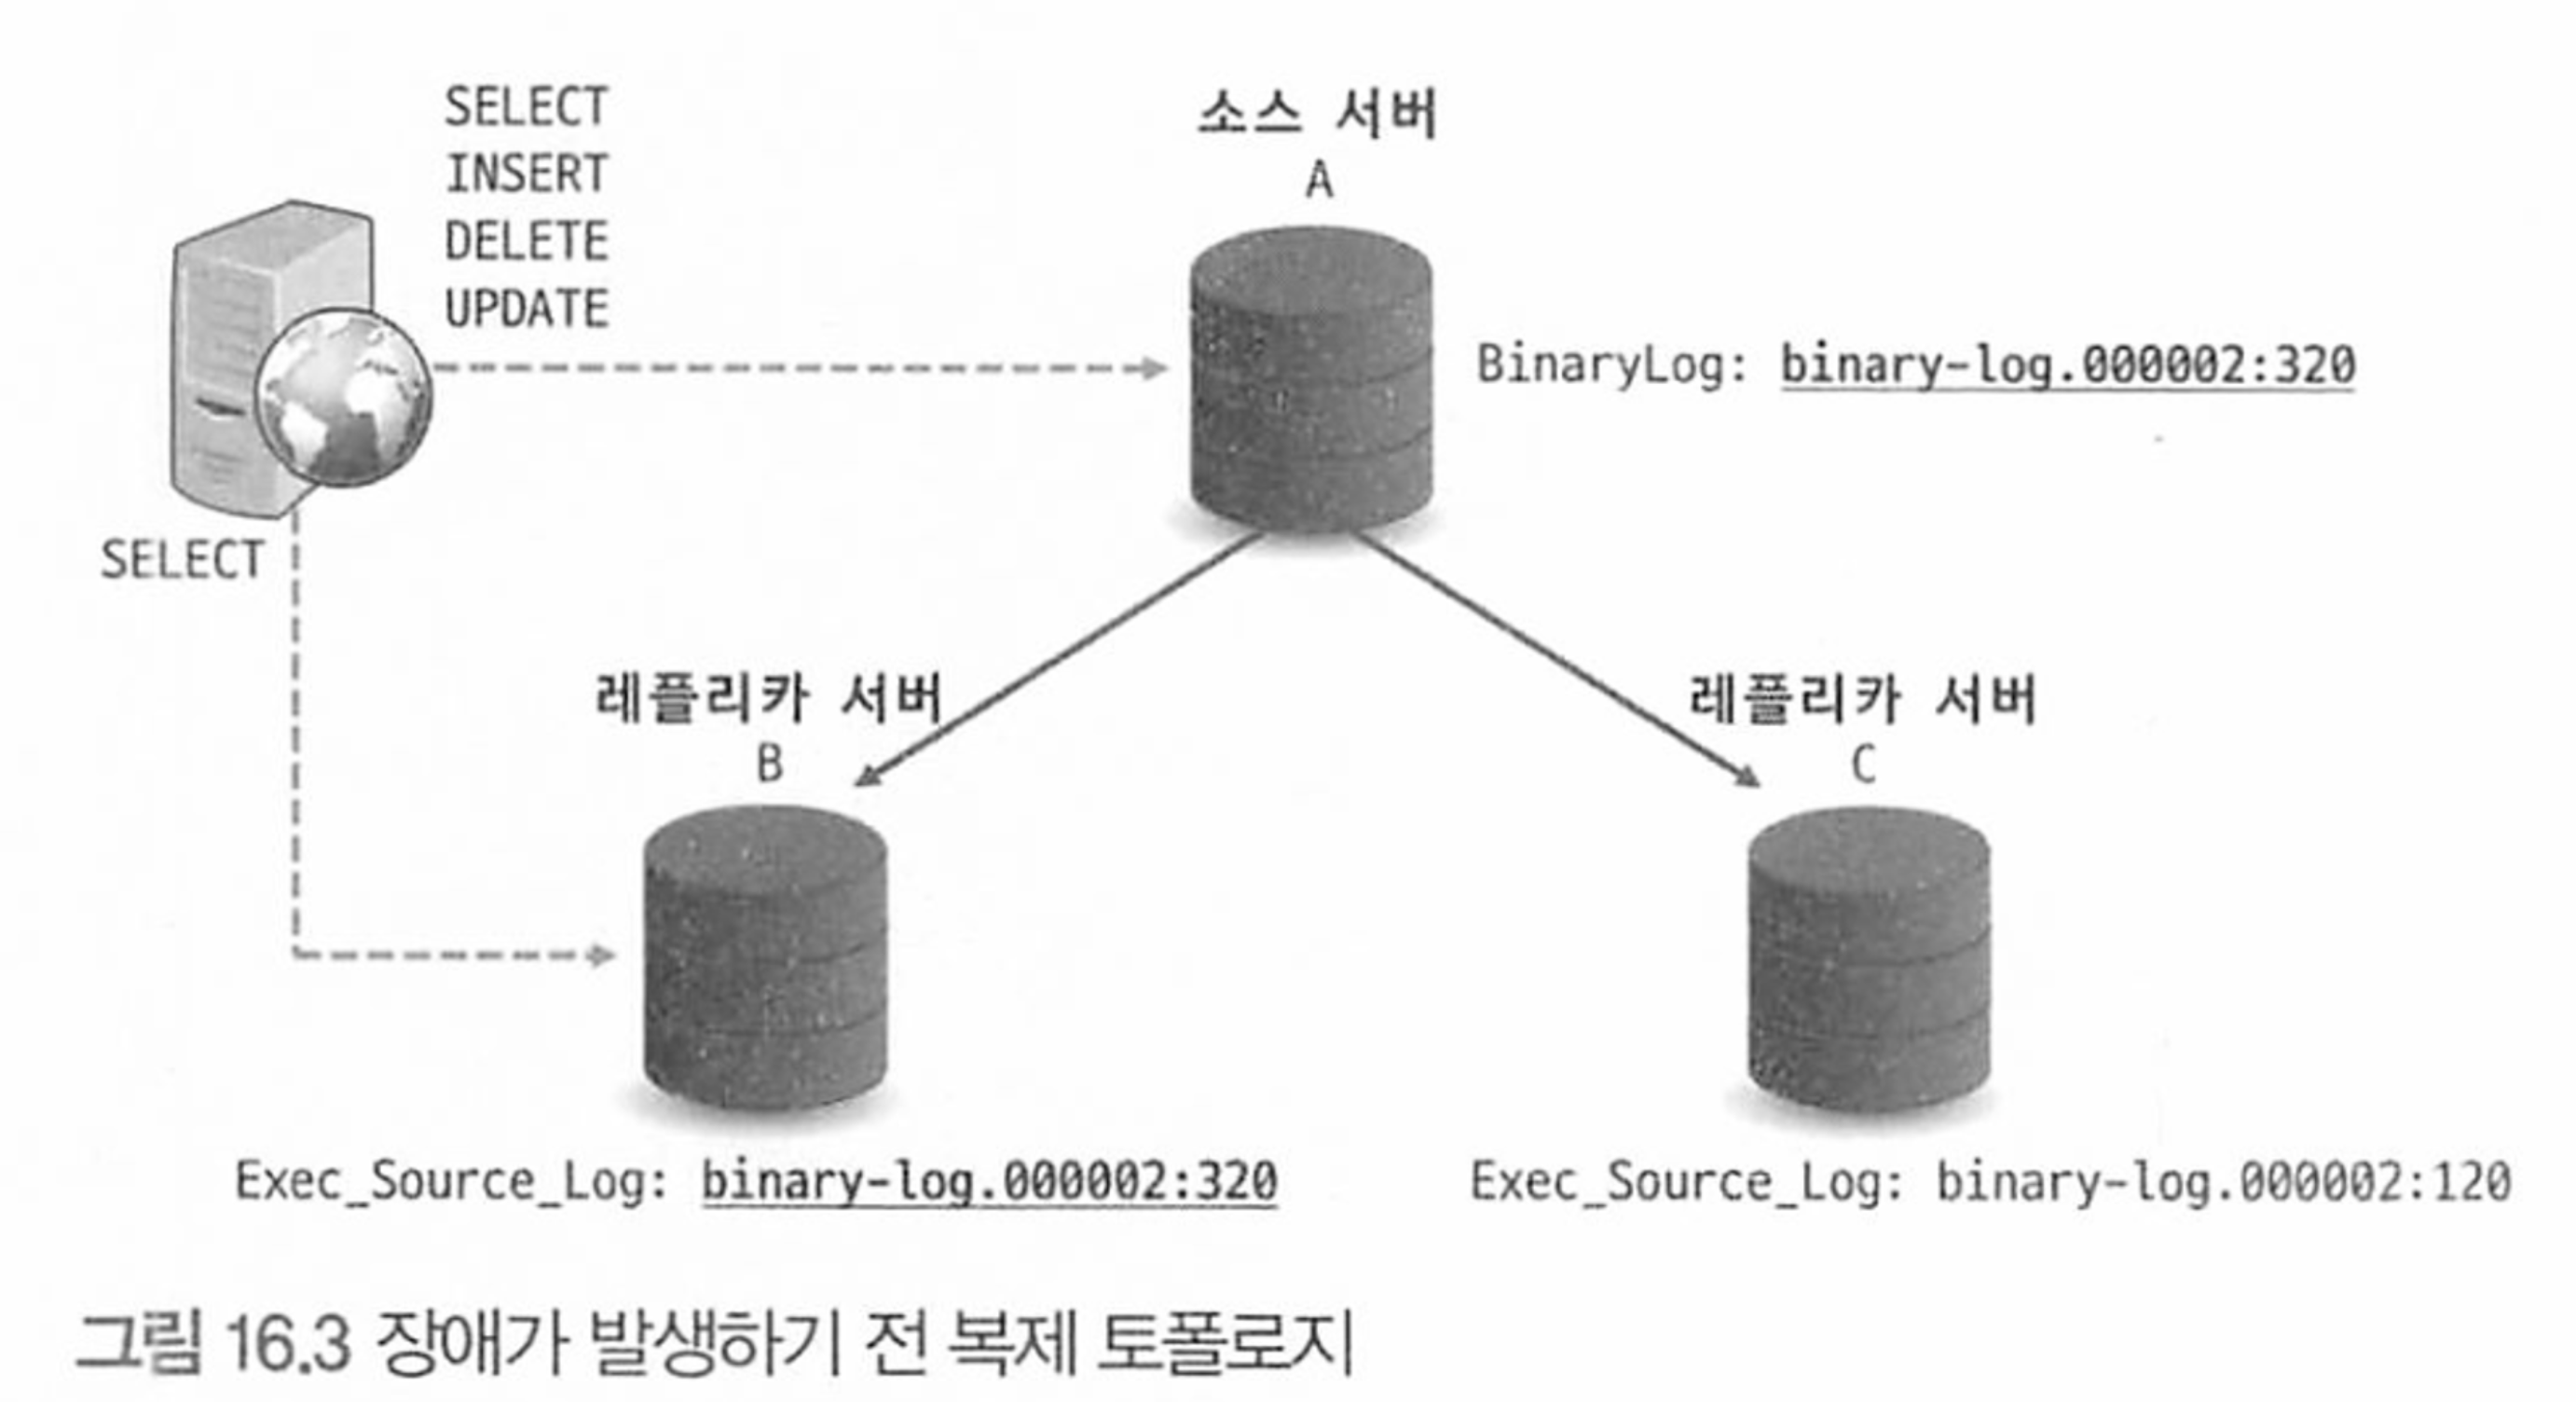 SELECT
INSERT
DELETE
UPDATE
소스 서버
A
BinaryLog: binary-log.000002:320
SELECT
레플리카 서버
B
레플리카 서버
C
Exec_Source_Log: binary-log.000002:320
Exec_Source_Log: binary-log.000002:120
그림 16.3 장애가 발생하기 전 복제 토폴로지